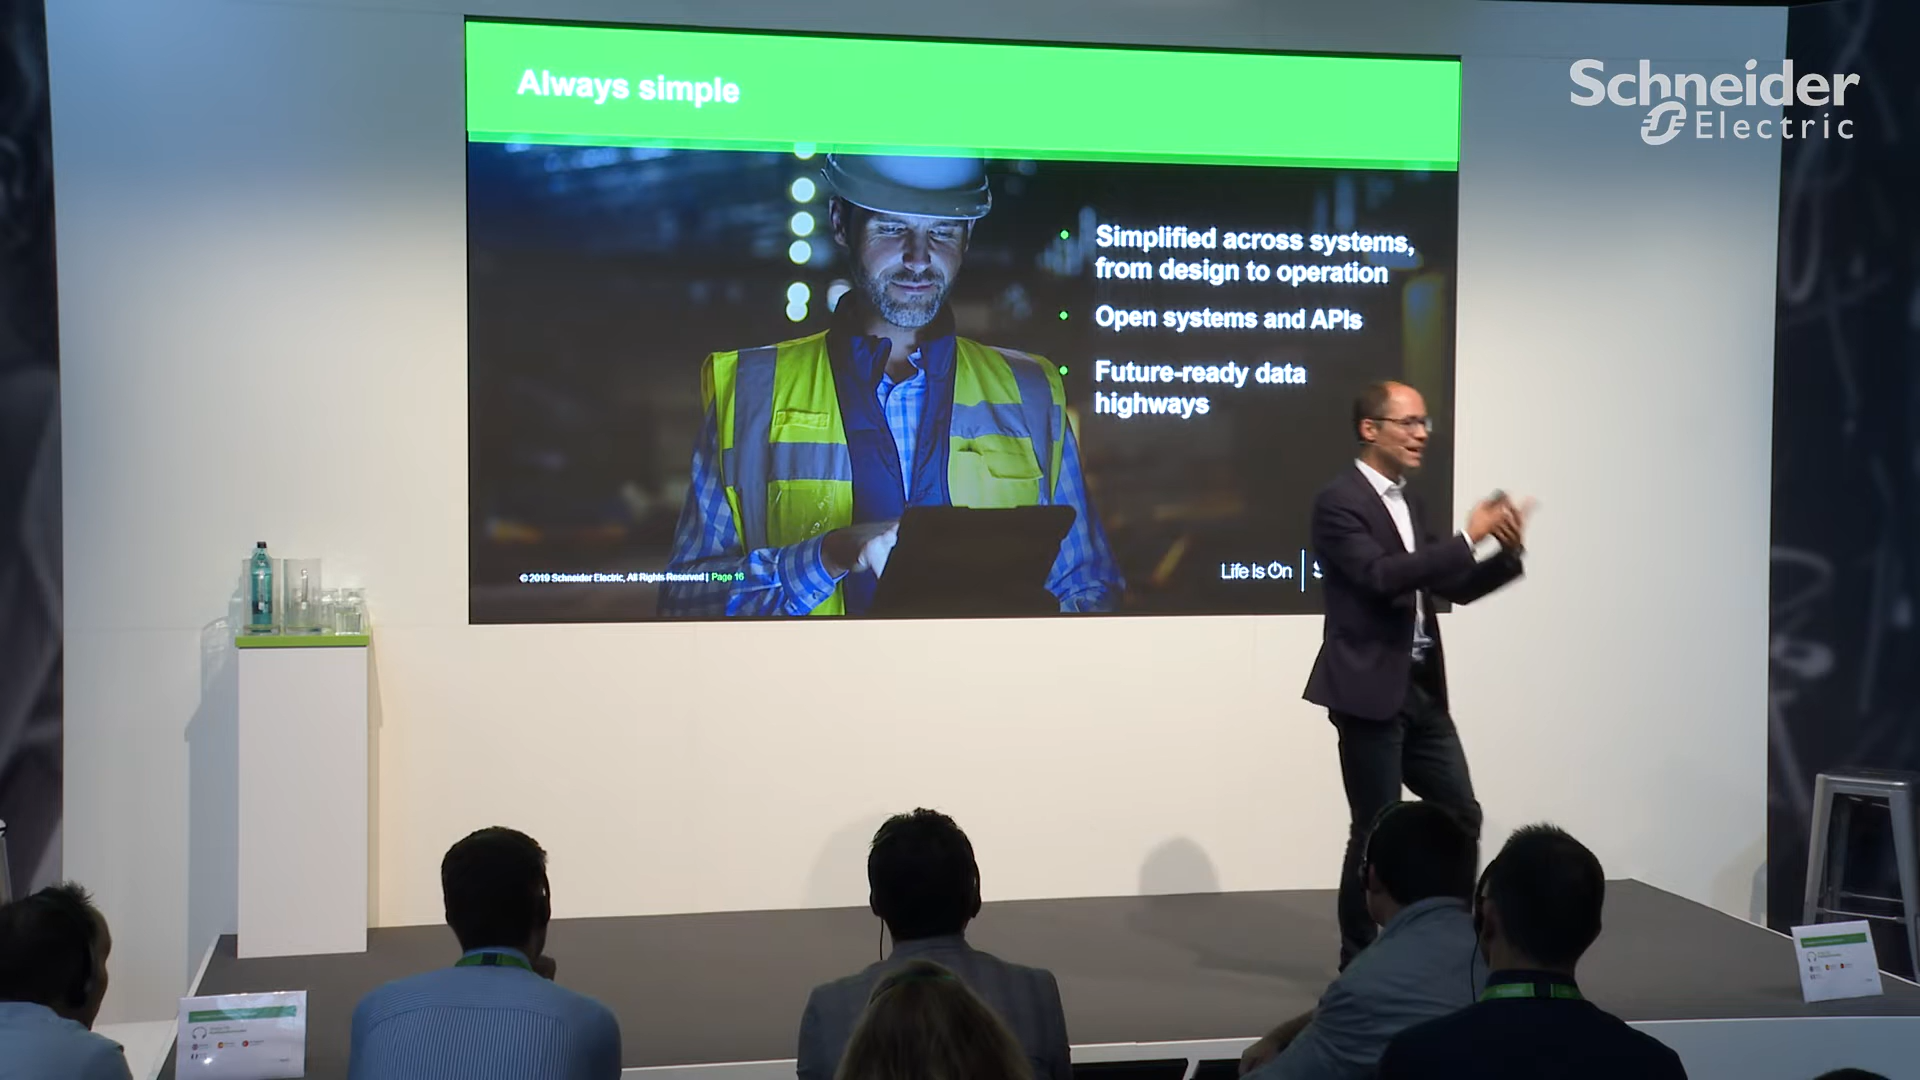 Always simple
Schneider
Electric
Simplified across systems,
from design to operation
Open systems and APIs
Future-ready data
highways
© 2019 Schneider Electric, All Rights Reserved | Page 16
Life Is On